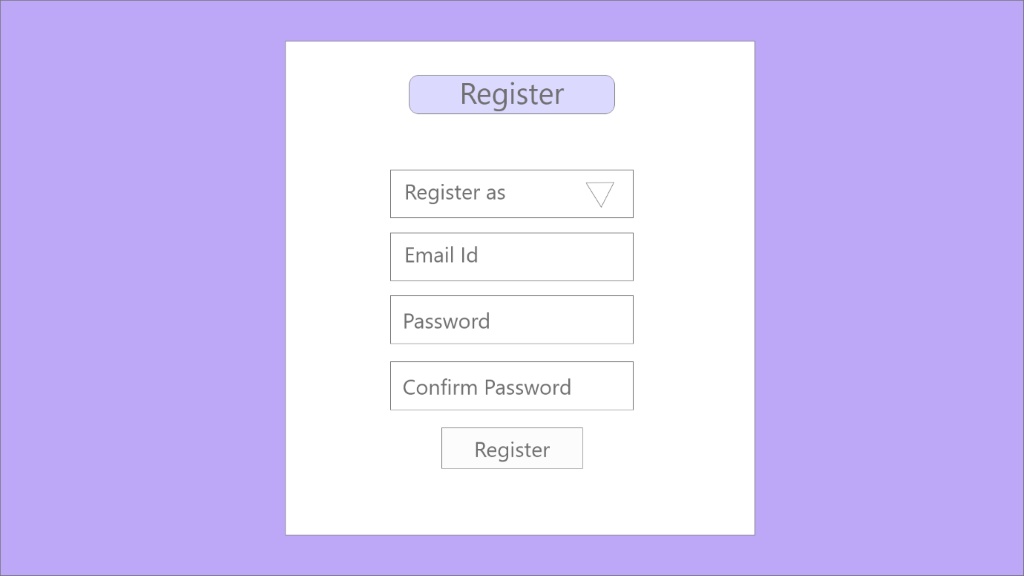 Register
Register as
Email Id
Password
Confirm Password
Register